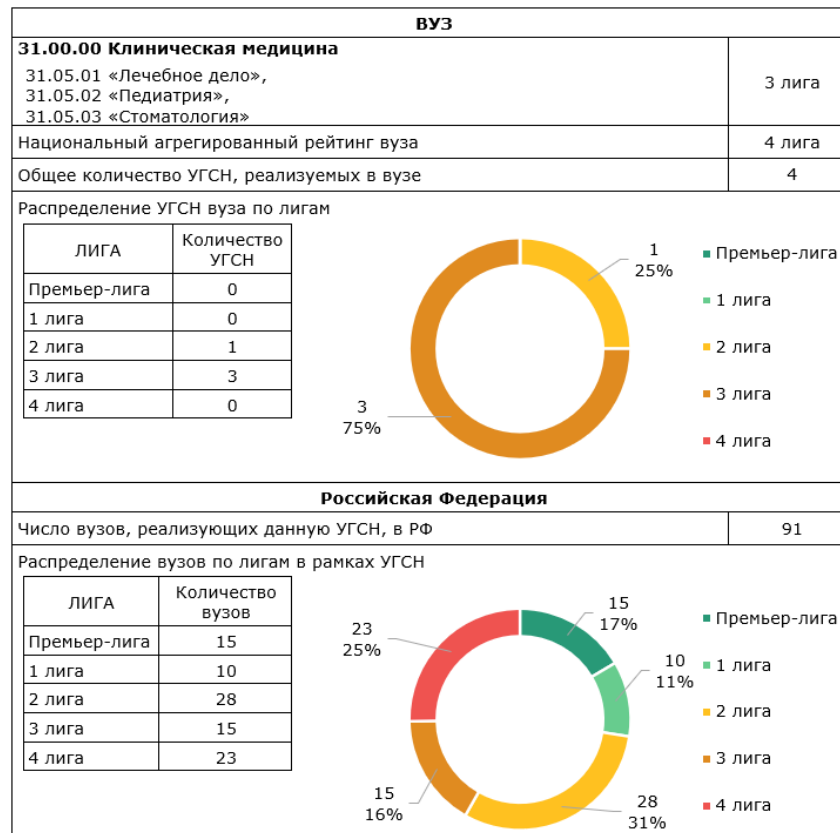 ВУЗ
31.00.00 Клиническая медицина
31.05.01 «Лечебное дело»,
31.05.02 «Педиатрия»,
31.05.03 «Стоматология»
3 лига
Национальный агрегированный рейтинг вуза
4 лига
Общее количество УГСН, реализуемых в вузе
4
Распределение УГСН вуза по лигам
ЛИГА
Количество
УГСН
Премьер-лига 0
1 лига 0
2 лига 1
3 лига 3
4 лига 0
1
25%
3
75%
Премьер-лига
1 лига
2 лига
3 лига
4 лига
Российская Федерация
Число вузов, реализующих данную УГСН, в РФ
91
Распределение вузов по лигам в рамках УГСН
ЛИГА
Количество
вузов
Премьер-лига 15
1 лига 10
2 лига 28
3 лига 15
4 лига 23
15
17%
10
11%
28
31%
15
16%
23
25%
Премьер-лига
1 лига
2 лига
3 лига
4 лига